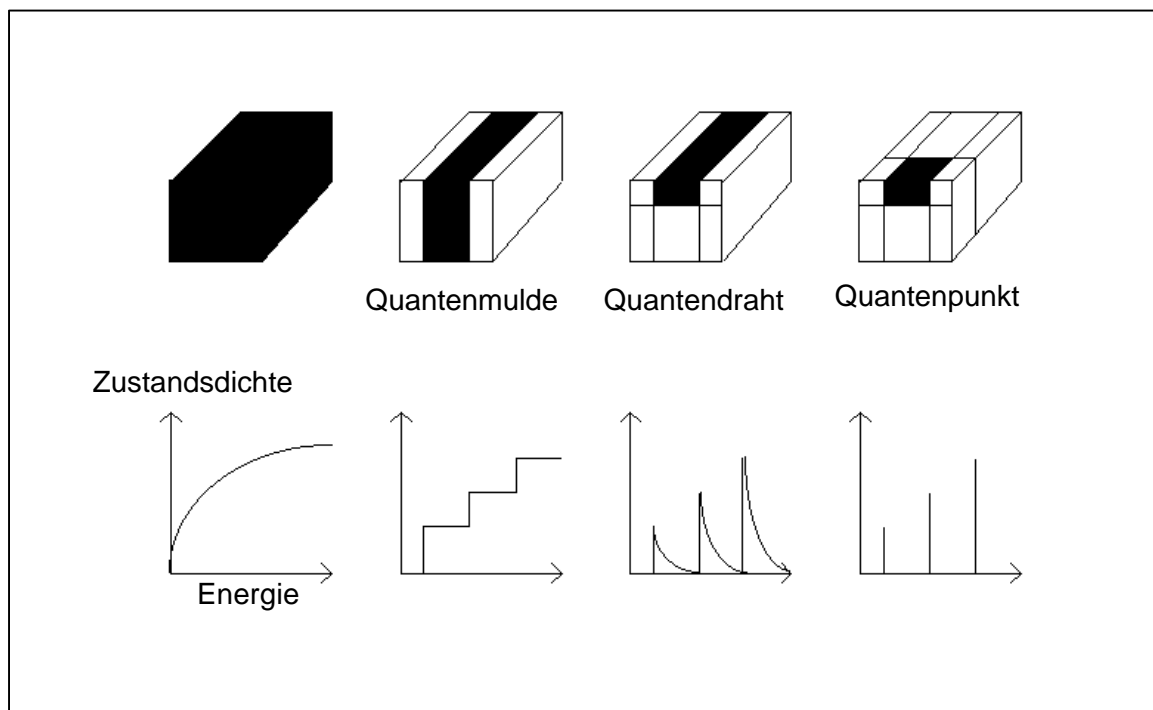 Quantenmulde
Quantendraht
Quantenpunkt
Zustandsdichte
Energie